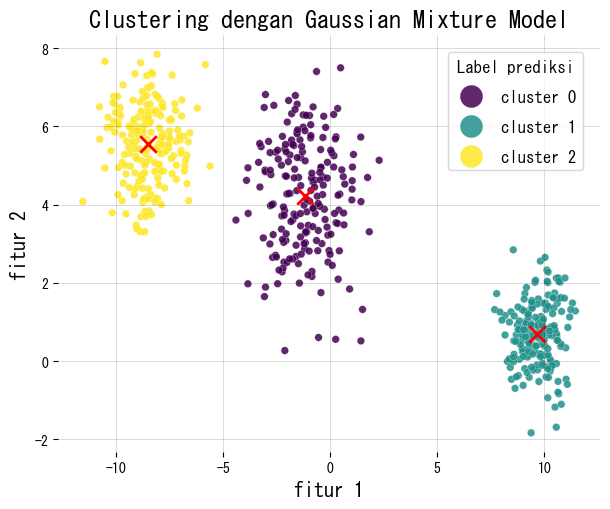 Clustering dengan Gaussian Mixture Model
Label prediksi
cluster 0
cluster 1
cluster 2
fitur 2
8
6
4
2
0
−2
−10
−5
0
5
10
fitur 1